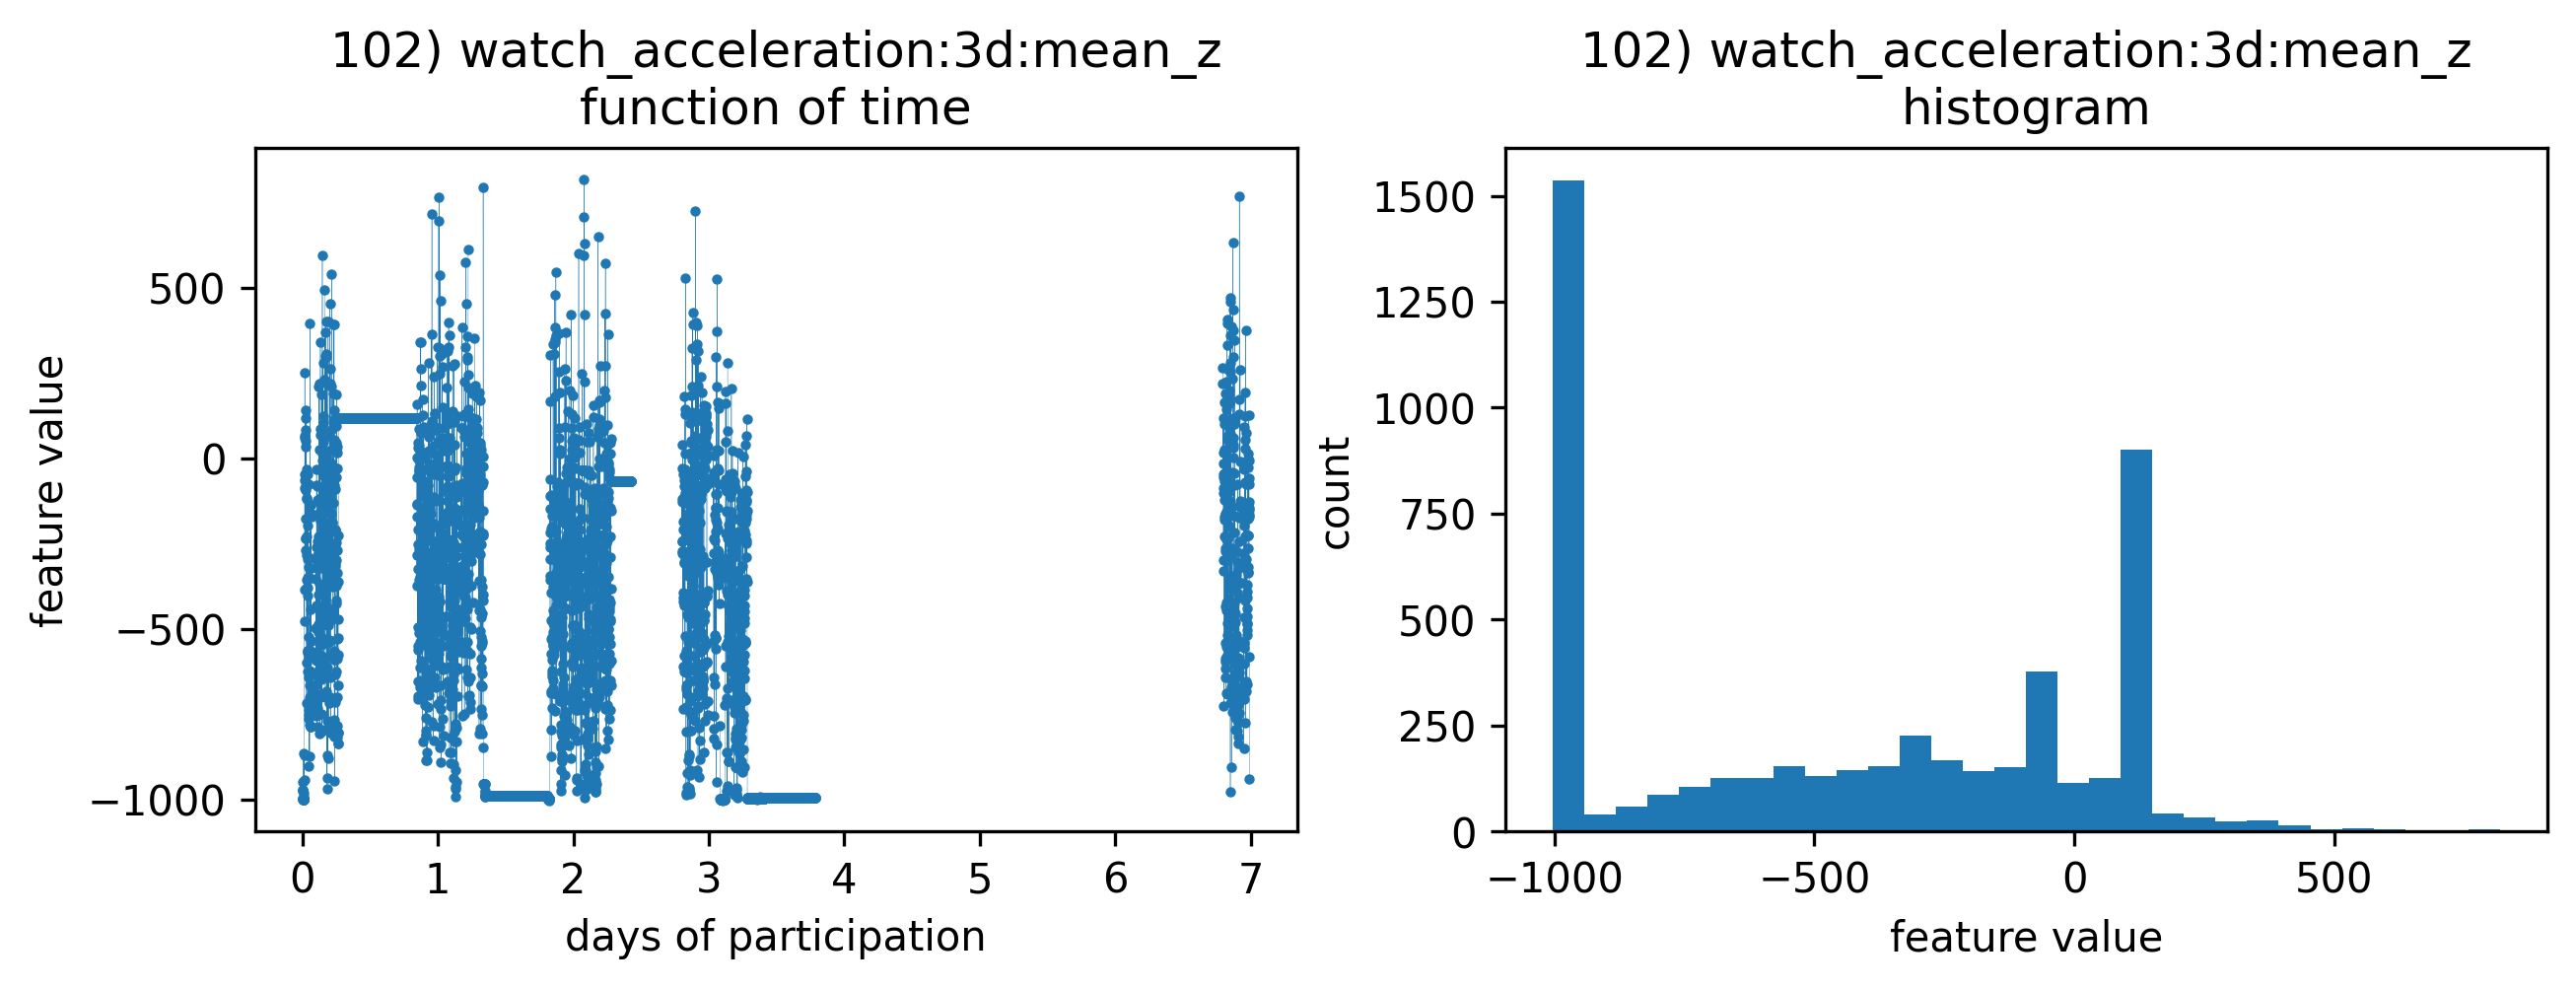 102) watch_acceleration:3d:mean_z
function of time
feature value
500
0
−500
−1000
0 1 2 3 4 5 6 7
days of participation
102) watch_acceleration:3d:mean_z
histogram
count
1500
1250
1000
750
500
250
0
−1000 −500 0 500
feature value